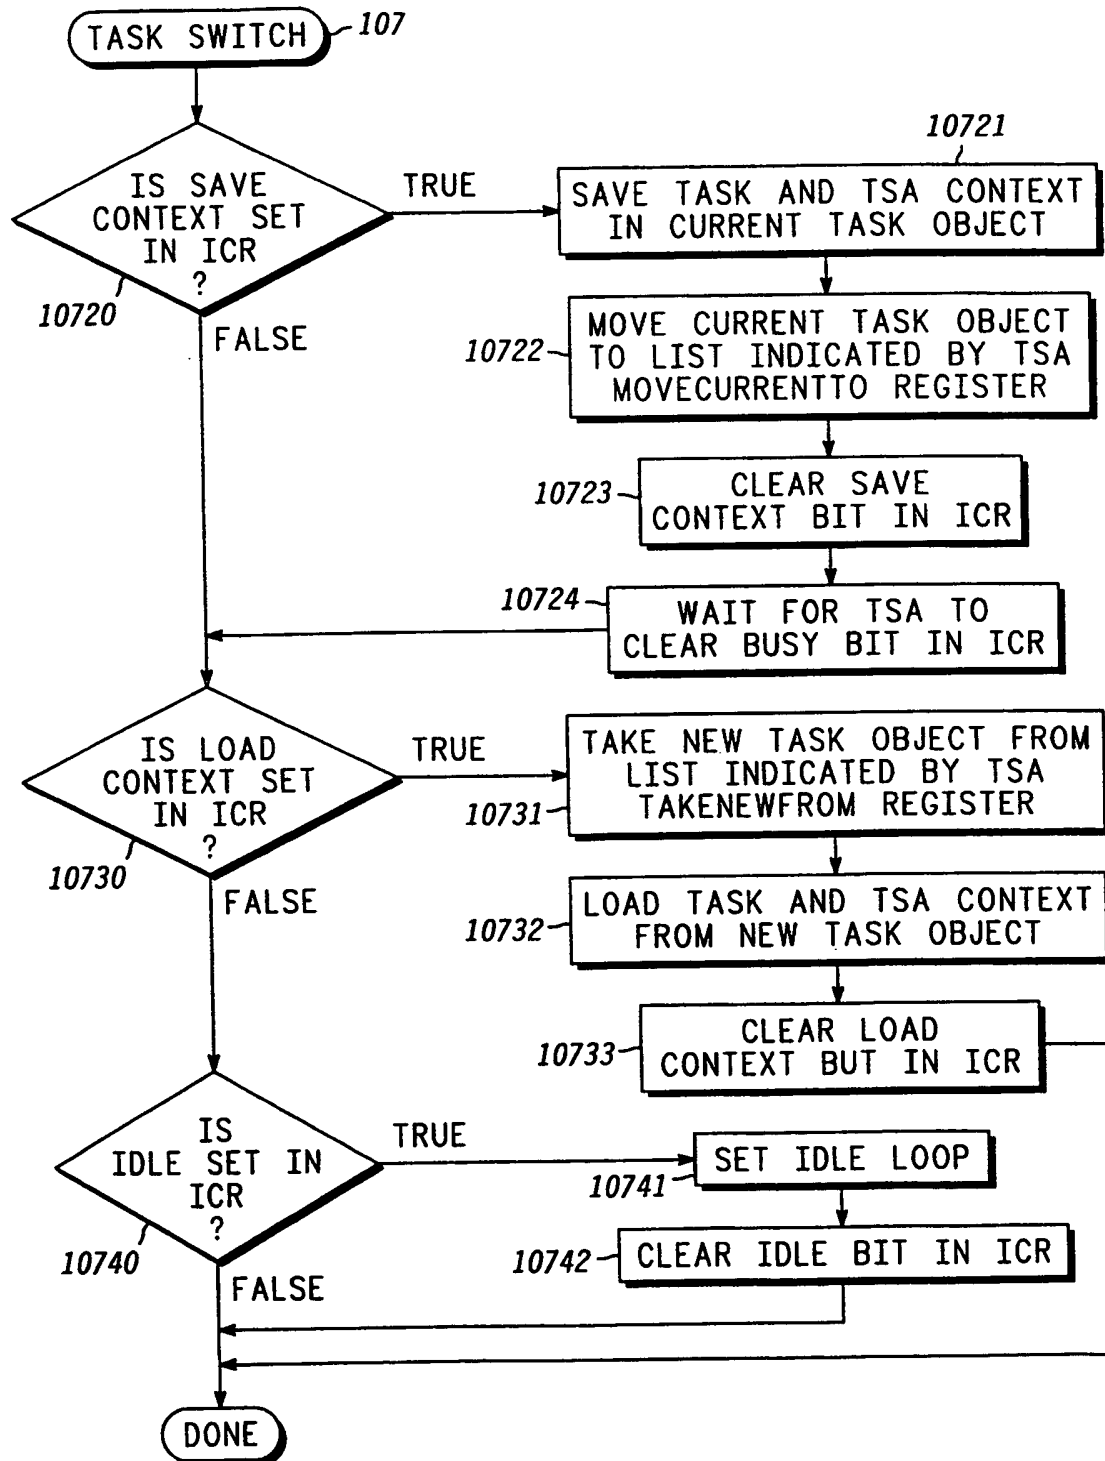 TASK SWITCH
107
IS SAVE
CONTEXT SET
IN ICR
?
10720
TRUE
FALSE
10721
SAVE TASK AND TSA CONTEXT
IN CURRENT TASK OBJECT
10722
MOVE CURRENT TASK OBJECT
TO LIST INDICATED BY TSA
MOVECURRENTTO REGISTER
10723
CLEAR SAVE
CONTEXT BIT IN ICR
10724
WAIT FOR TSA TO
CLEAR BUSY BIT IN ICR
IS LOAD
CONTEXT SET
IN ICR
?
10730
TRUE
FALSE
TAKE NEW TASK OBJECT FROM
LIST INDICATED BY TSA
TAKENEWFROM REGISTER
10731
LOAD TASK AND TSA CONTEXT
FROM NEW TASK OBJECT
10732
CLEAR LOAD
CONTEXT BUT IN ICR
10733
IS
IDLE SET IN
ICR
?
10740
TRUE
FALSE
SET IDLE LOOP
10741
CLEAR IDLE BIT IN ICR
10742
DONE